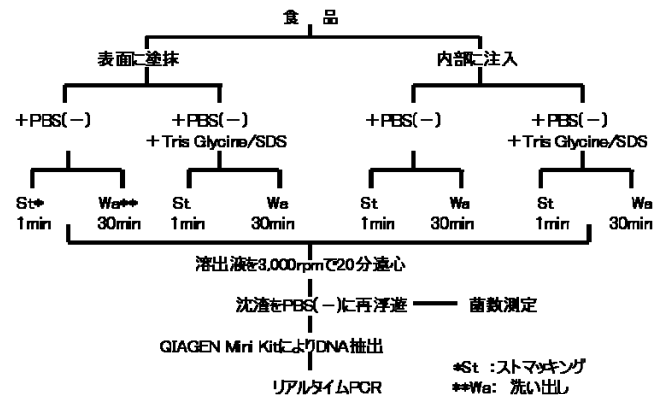 食 品
表面に塗抹 内部に注入
＋PBS(－) ＋PBS(－) ＋PBS(－) ＋PBS(－)
＋Tris Glycine/SDS ＋Tris Glycine/SDS
St* Wa** St Wa St Wa St Wa
1min 30min 1min 30min 1min 30min 1min 30min
溶出液を3,000rpmで20分遠心
沈渣をPBS(－)に再浮遊 菌数測定
QIAGEN Mini KitによりDNA抽出
*St ：ストマッキング
リアルタイムPCR
**Wa： 洗い出し